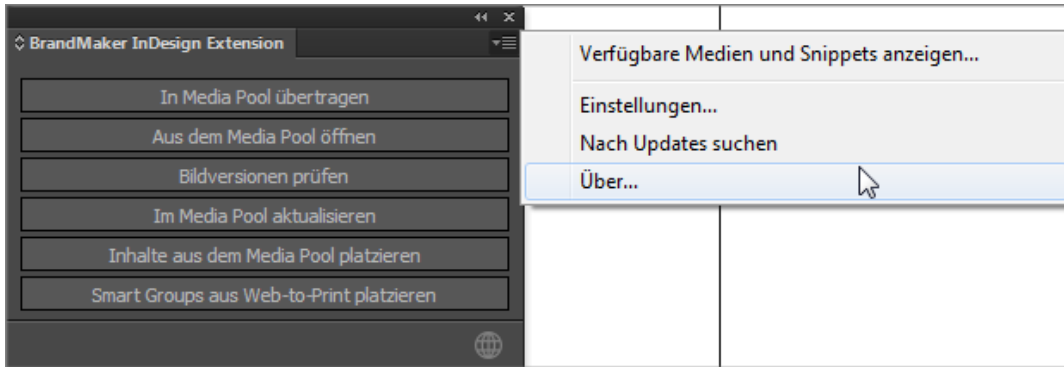 BrandMaker InDesign Extension
In Media Pool übertragen
Aus dem Media Pool öffnen
Bildversionen prüfen
Im Media Pool aktualisieren
Inhalte aus dem Media Pool platzieren
Smart Groups aus Web-to-Print platzieren
Verfügbare Medien und Snippets anzeigen...
Einstellungen...
Nach Updates suchen
Über...